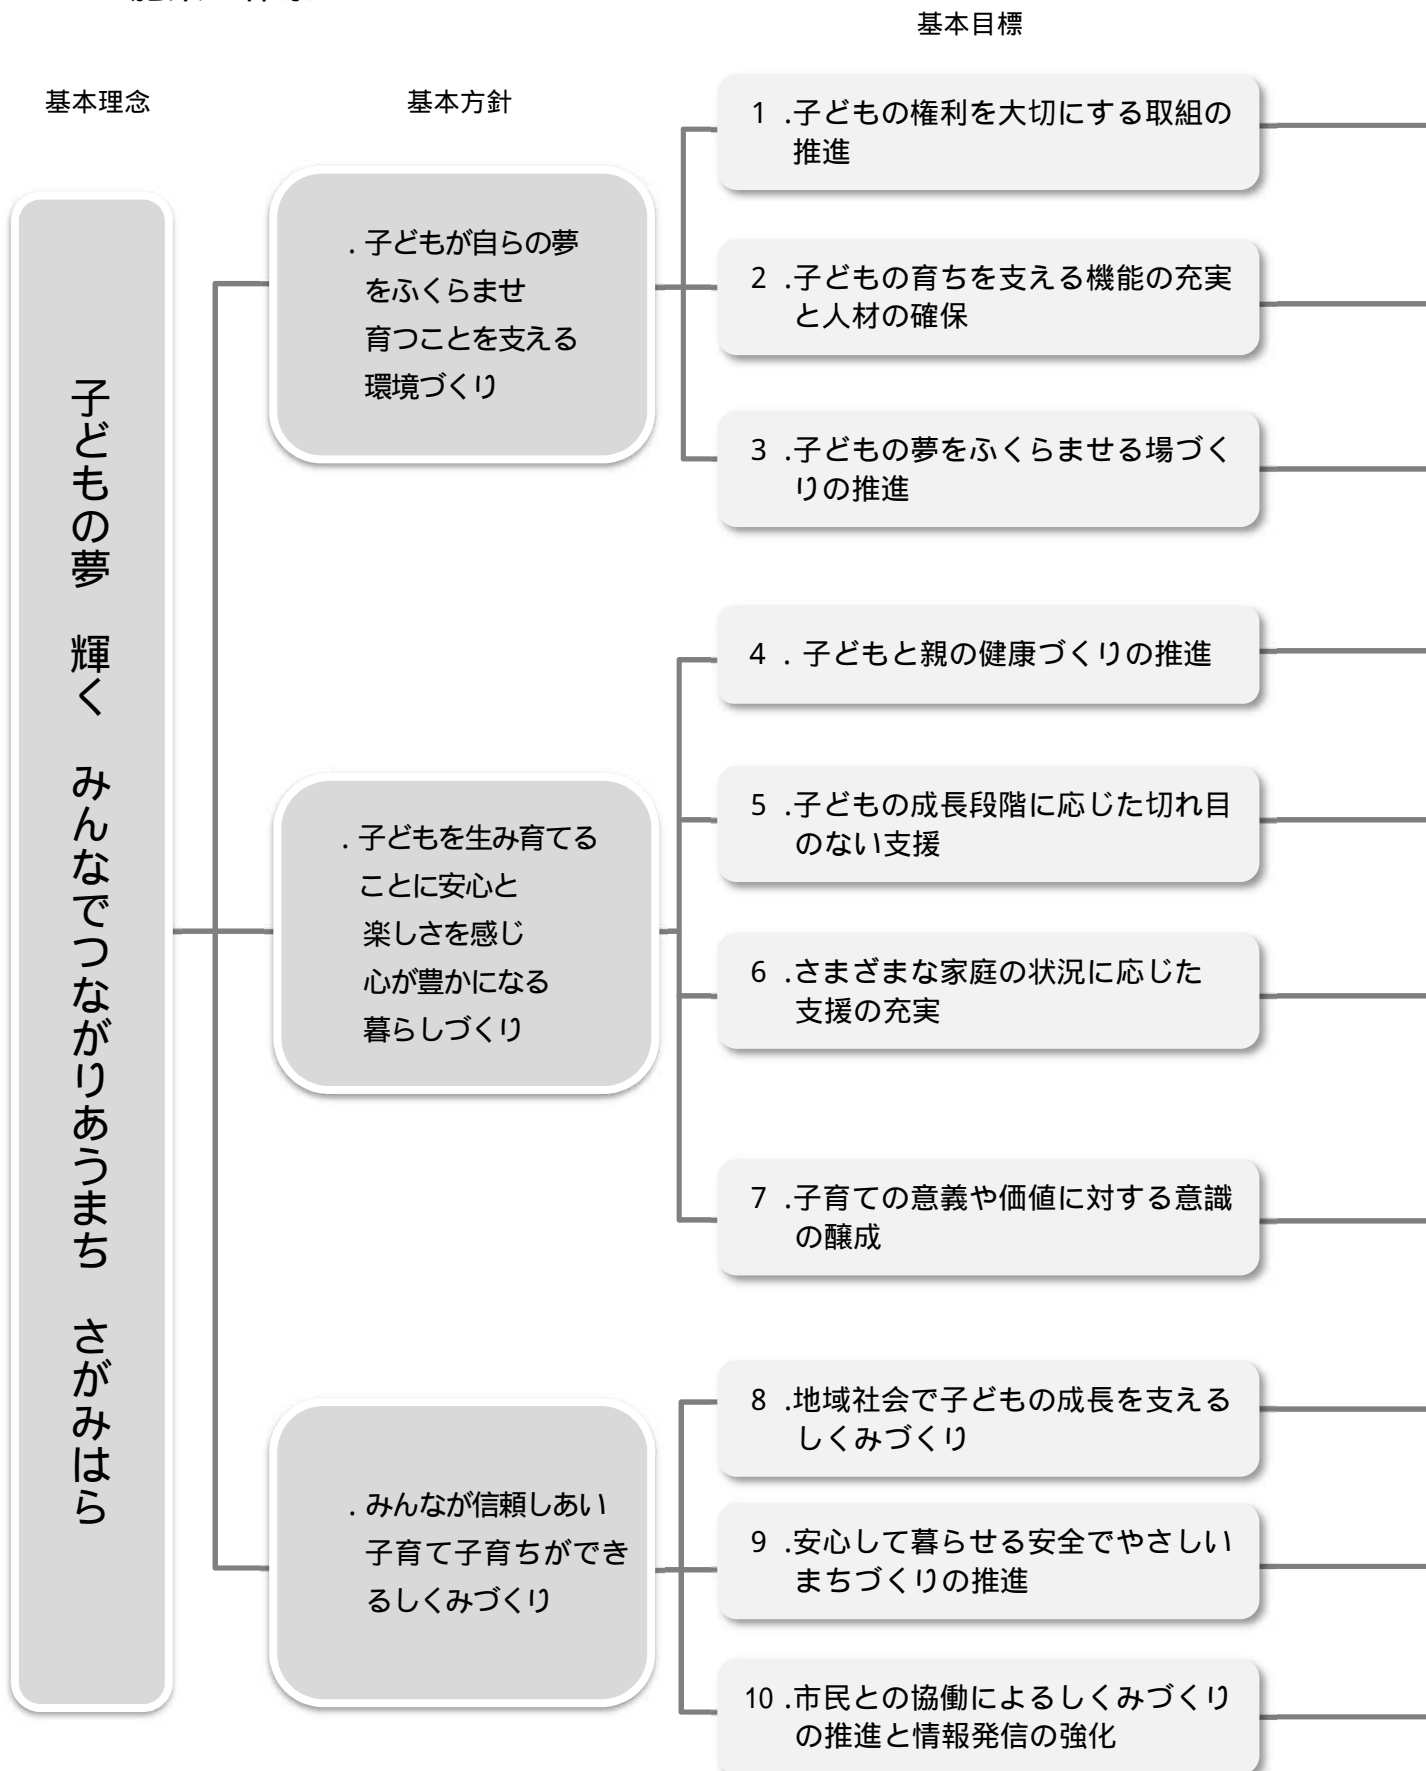 基本目標
基本理念
基本方針
子どもの夢　輝く　みんなでつながりあうまち　さがみはら
. 子どもが自らの夢
をふくらませ
育つことを支える
環境づくり
1 .子どもの権利を大切にする取組の
推進
2 .子どもの育ちを支える機能の充実
と人材の確保
3 .子どもの夢をふくらませる場づく
りの推進
. 子どもを生み育てる
ことに安心と
楽しさを感じ
心が豊かになる
暮らしづくり
4 . 子どもと親の健康づくりの推進
5 .子どもの成長段階に応じた切れ目
のない支援
6 .さまざまな家庭の状況に応じた
支援の充実
7 .子育ての意義や価値に対する意識
の醸成
. みんなが信頼しあい
子育て子育ちができ
るしくみづくり
8 .地域社会で子どもの成長を支える
しくみづくり
9 .安心して暮らせる安全でやさしい
まちづくりの推進
10 .市民との協働によるしくみづくり
の推進と情報発信の強化